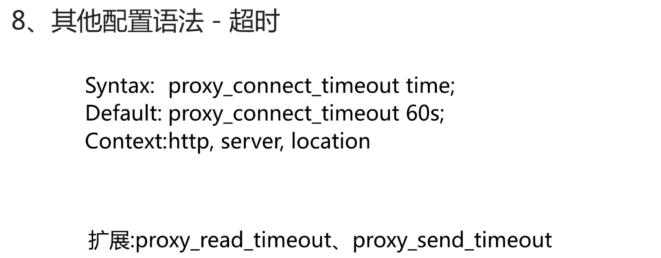 8、其他配置语法 - 超时
Syntax: proxy_connect_timeout time;
Default: proxy_connect_timeout 60s;
Context:http, server, location
扩展:proxy_read_timeout、proxy_send_timeout